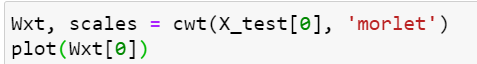 Wxt, scales = cwt(X_test[0], 'morlet')
plot(Wxt[0])